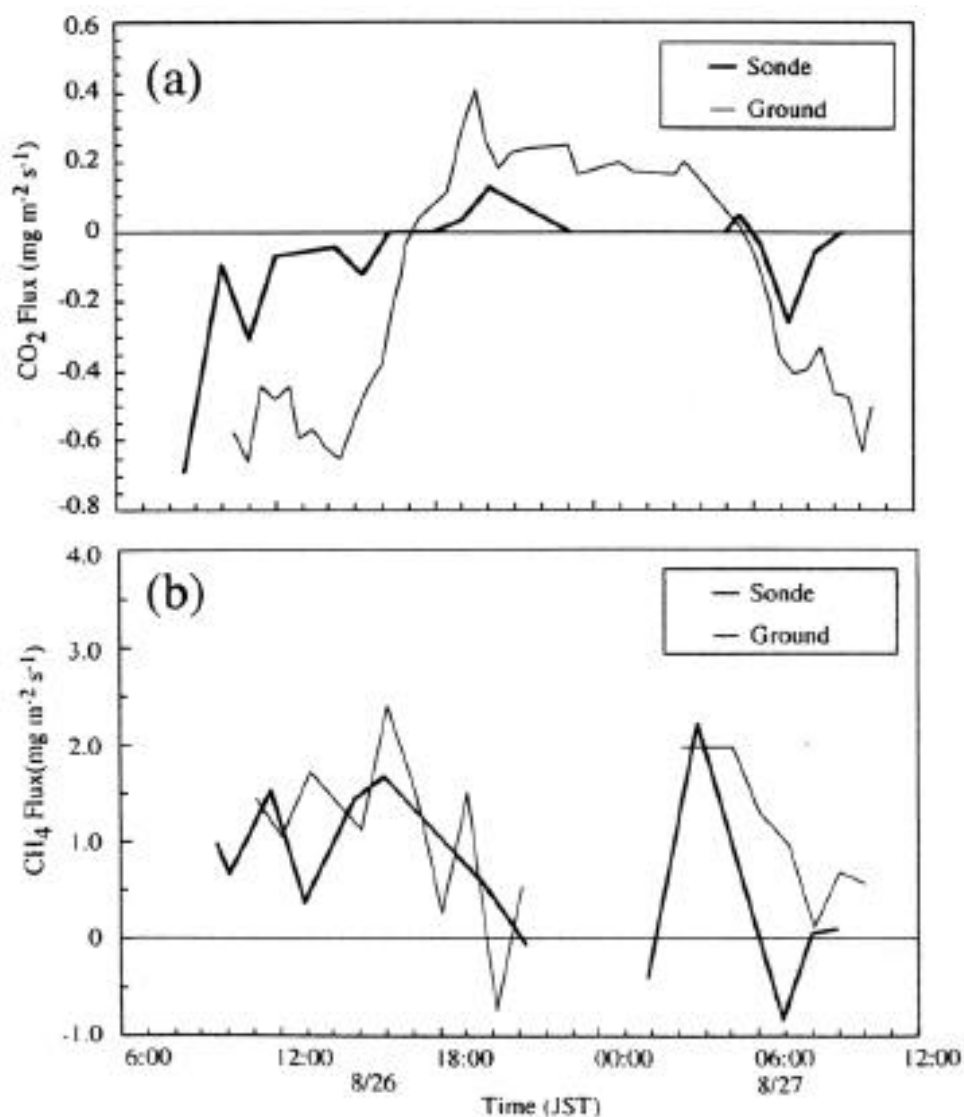 (a)
Sonde
Ground
0.6
0.4
0.2
0
-0.2
-0.4
-0.6
-0.8
CO2 Flux (mg m-2 s-1)
(b)
Sonde
Ground
4.0
3.0
2.0
1.0
0
-1.0
CH4 Flux(mg m-2 s-1)
6:00 12:00 18:00 00:00 06:00 12:00
8/26 8/27
Time (JST)